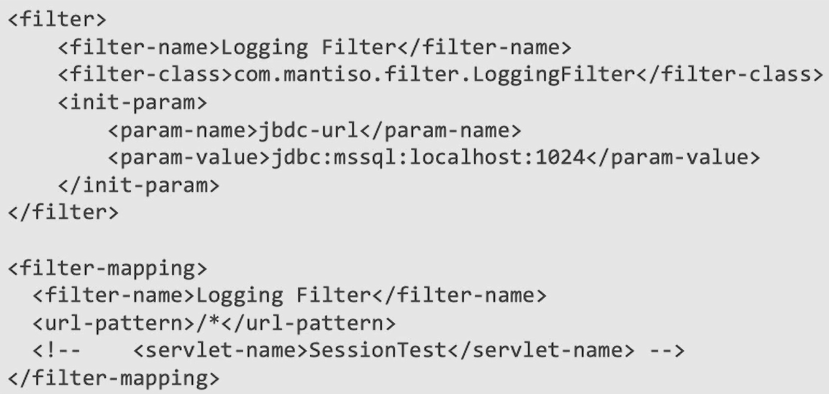 <filter>
    <filter-name>Logging Filter</filter-name>
    <filter-class>com.mantiso.filter.LoggingFilter</filter-class>
    <init-param>
        <param-name>jbdc-url</param-name>
        <param-value>jdbc:mssql:localhost:1024</param-value>
    </init-param>
</filter>

<filter-mapping>
  <filter-name>Logging Filter</filter-name>
  <url-pattern>/*</url-pattern>
  <!--    <servlet-name>SessionTest</servlet-name> -->
</filter-mapping>